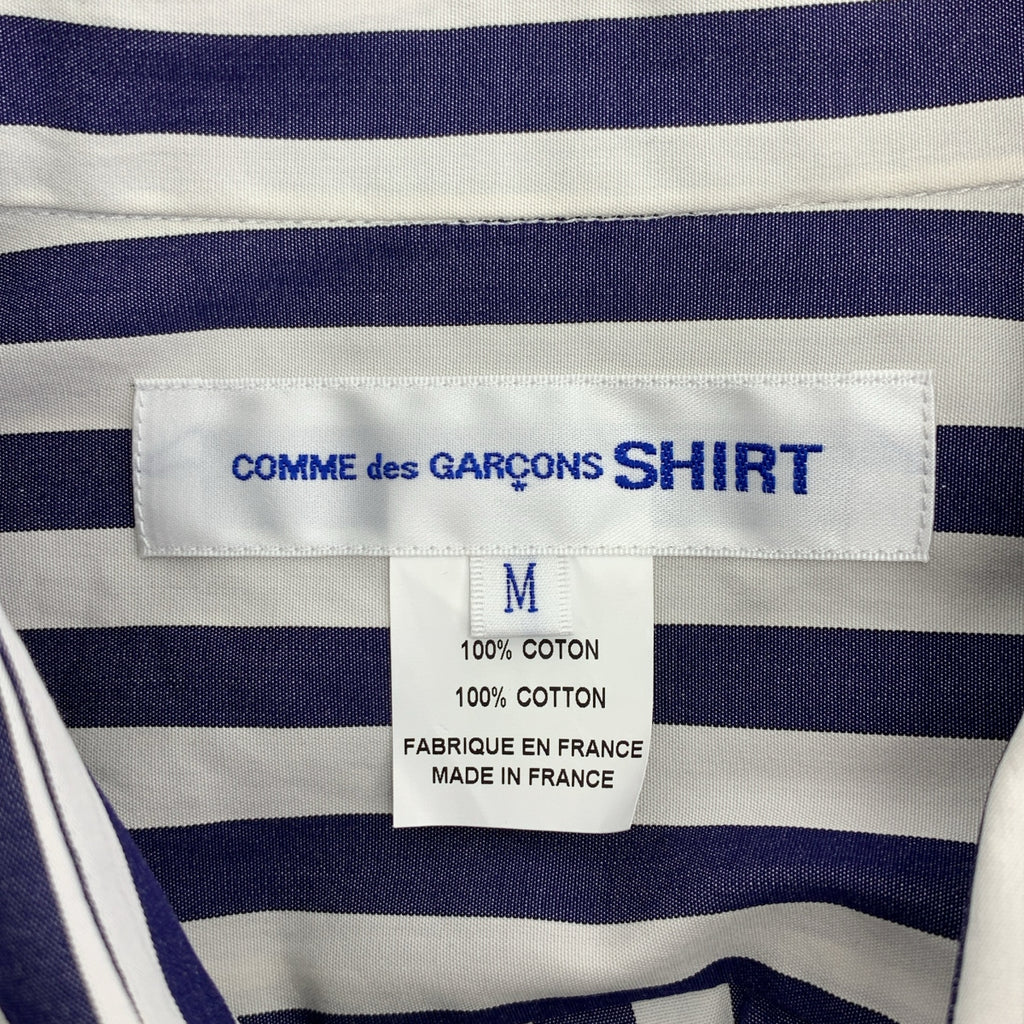 COMME des GARÇONS SHIRT
M
100% COTON
100% COTTON
FABRIQUE EN FRANCE
MADE IN FRANCE